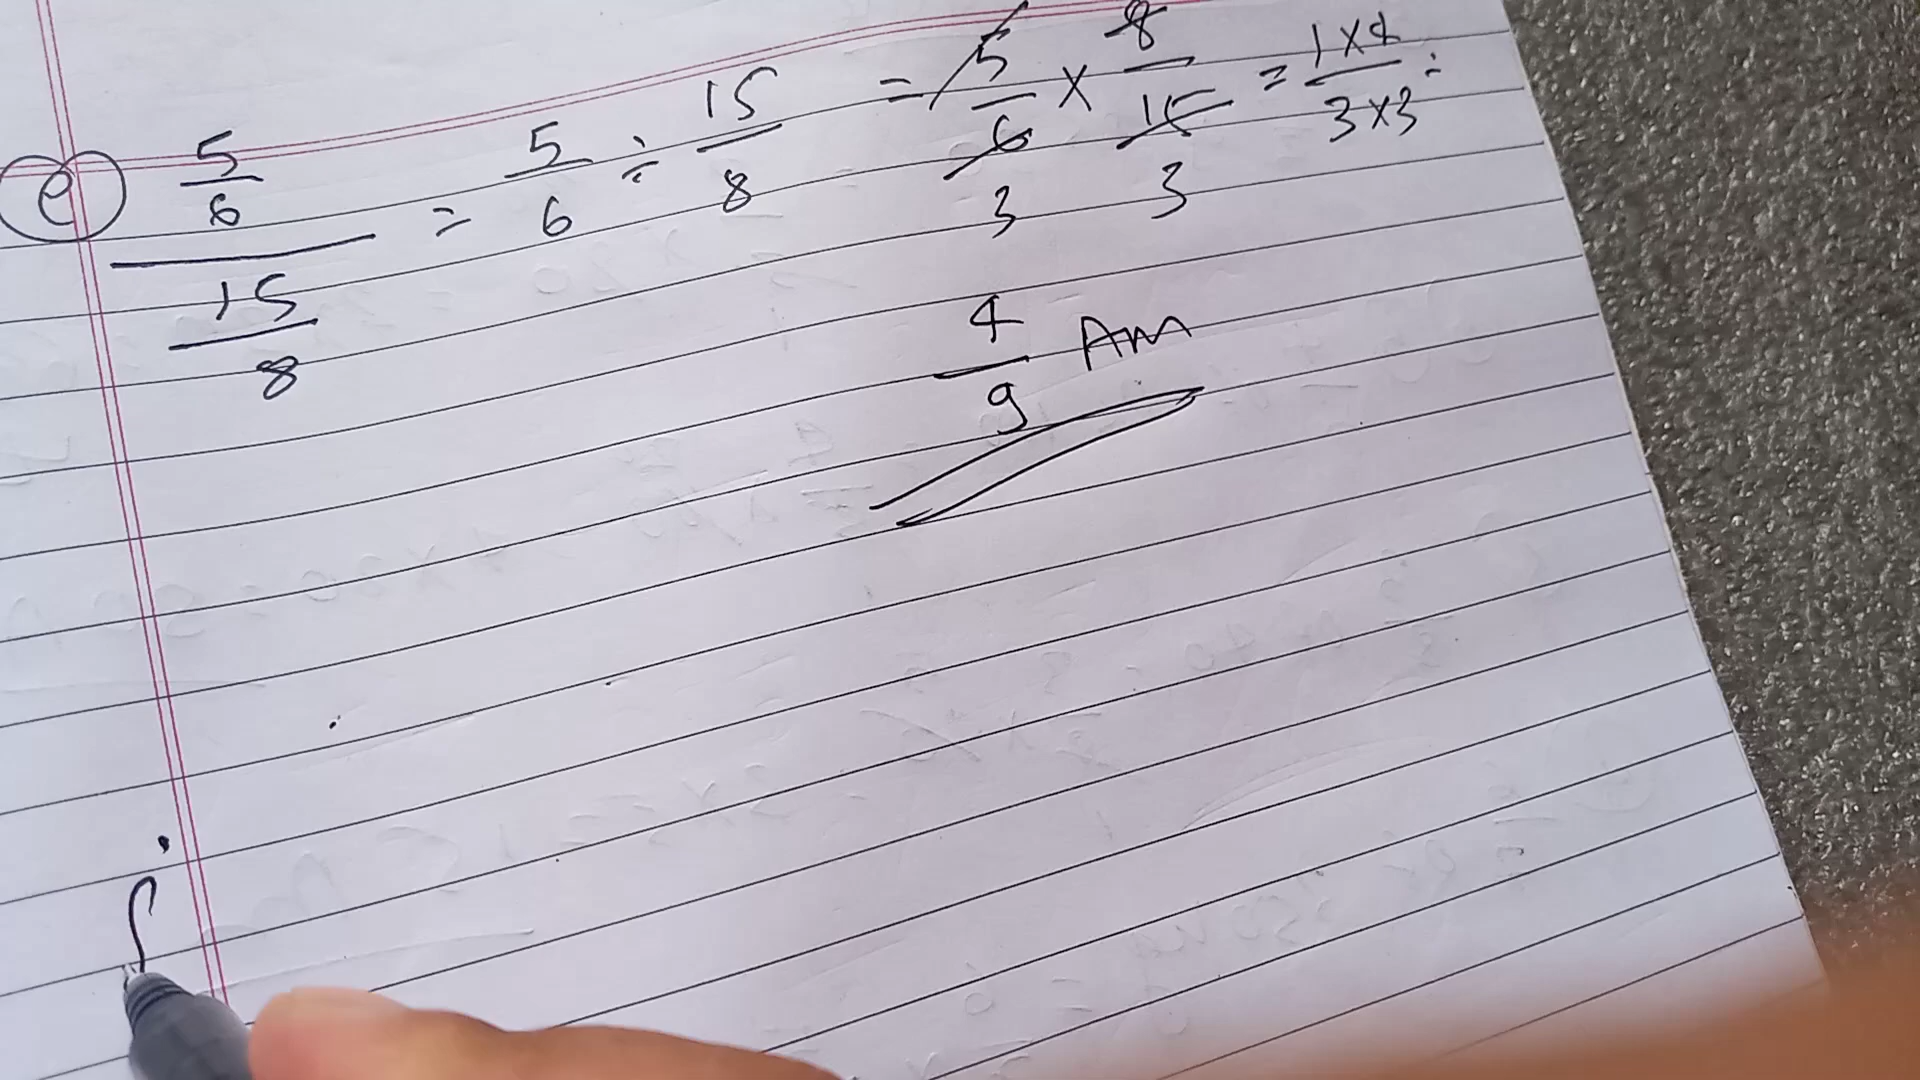 e 5/6 / 15/8 = 5/6 ÷ 15/8 = 5/6 × 8/15 = 1×4 / 3×3 =
3 3
4/9 Ans